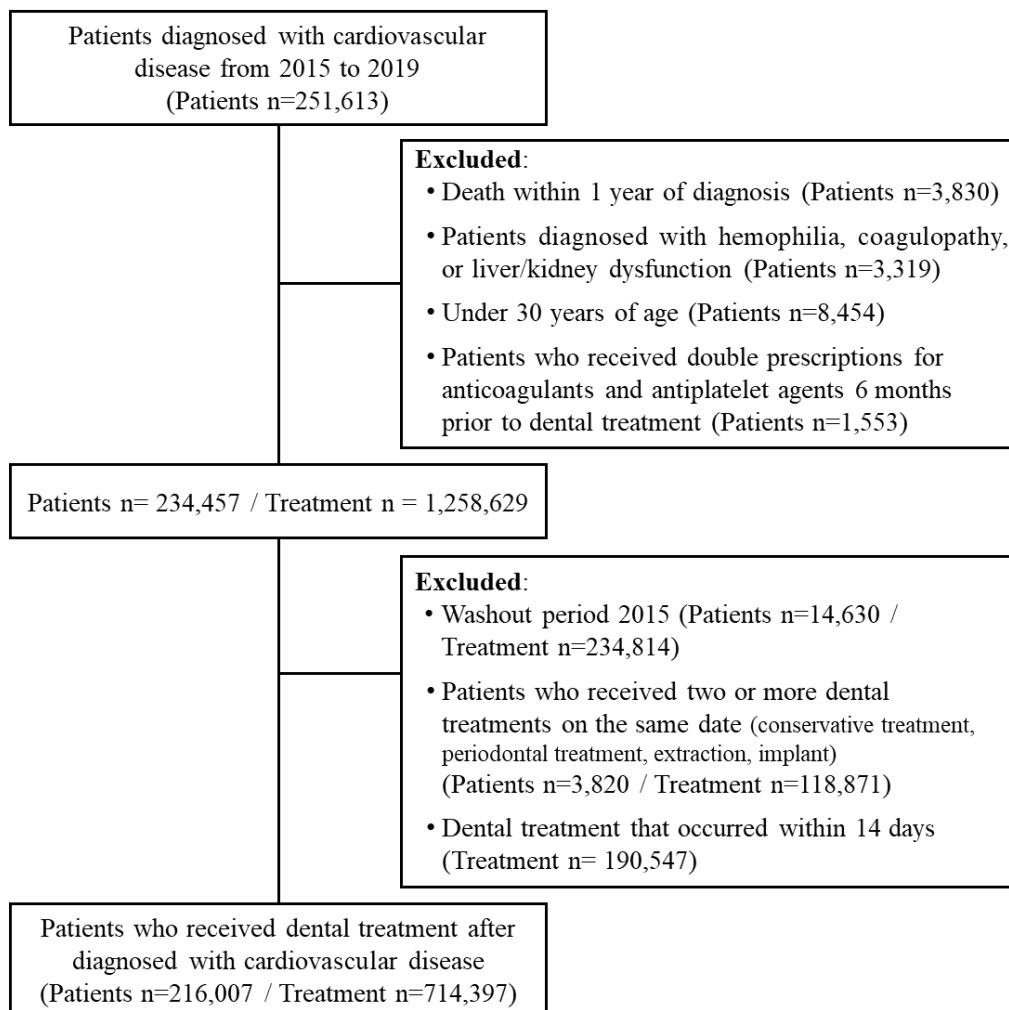 Patients diagnosed with cardiovascular
disease from 2015 to 2019
(Patients n=251,613)
Excluded:
• Death within 1 year of diagnosis (Patients n=3,830)
• Patients diagnosed with hemophilia, coagulopathy,
or liver/kidney dysfunction (Patients n=3,319)
• Under 30 years of age (Patients n=8,454)
• Patients who received double prescriptions for
anticoagulants and antiplatelet agents 6 months
prior to dental treatment (Patients n=1,553)
Patients n= 234,457 / Treatment n = 1,258,629
Excluded:
• Washout period 2015 (Patients n=14,630 /
Treatment n=234,814)
• Patients who received two or more dental
treatments on the same date (conservative treatment,
periodontal treatment, extraction, implant)
(Patients n=3,820 / Treatment n=118,871)
• Dental treatment that occurred within 14 days
(Treatment n= 190,547)
Patients who received dental treatment after
diagnosed with cardiovascular disease
(Patients n=216,007 / Treatment n=714,397)